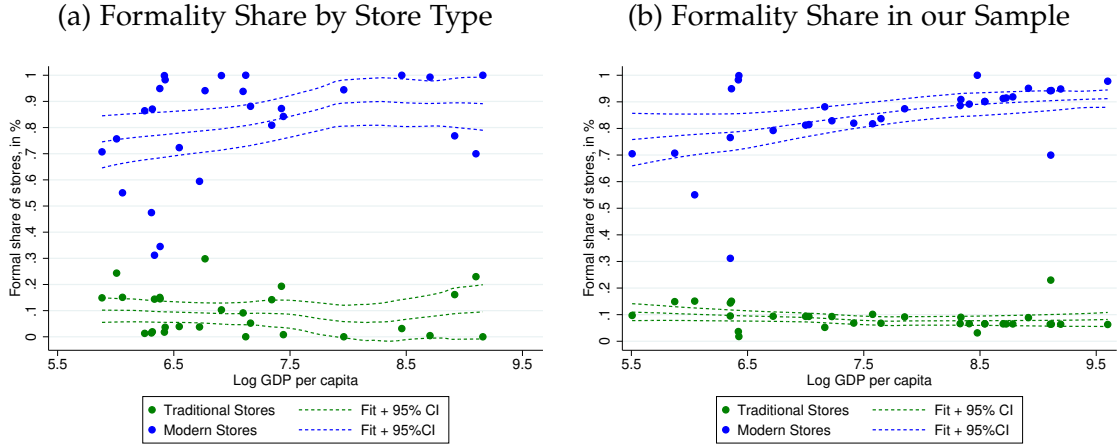 (a) Formality Share by Store Type
Formal share of stores, in %
1
.9
.8
.7
.6
.5
.4
.3
.2
.1
0
5.5 6.5 7.5 8.5 9.5
Log GDP per capita
Traditional Stores Fit + 95% CI
Modern Stores Fit + 95%CI
(b) Formality Share in our Sample
Formal share of stores, in %
1
.9
.8
.7
.6
.5
.4
.3
.2
.1
0
5.5 6.5 7.5 8.5 9.5
Log GDP per capita
Traditional Stores Fit + 95% CI
Modern Stores Fit + 95%CI